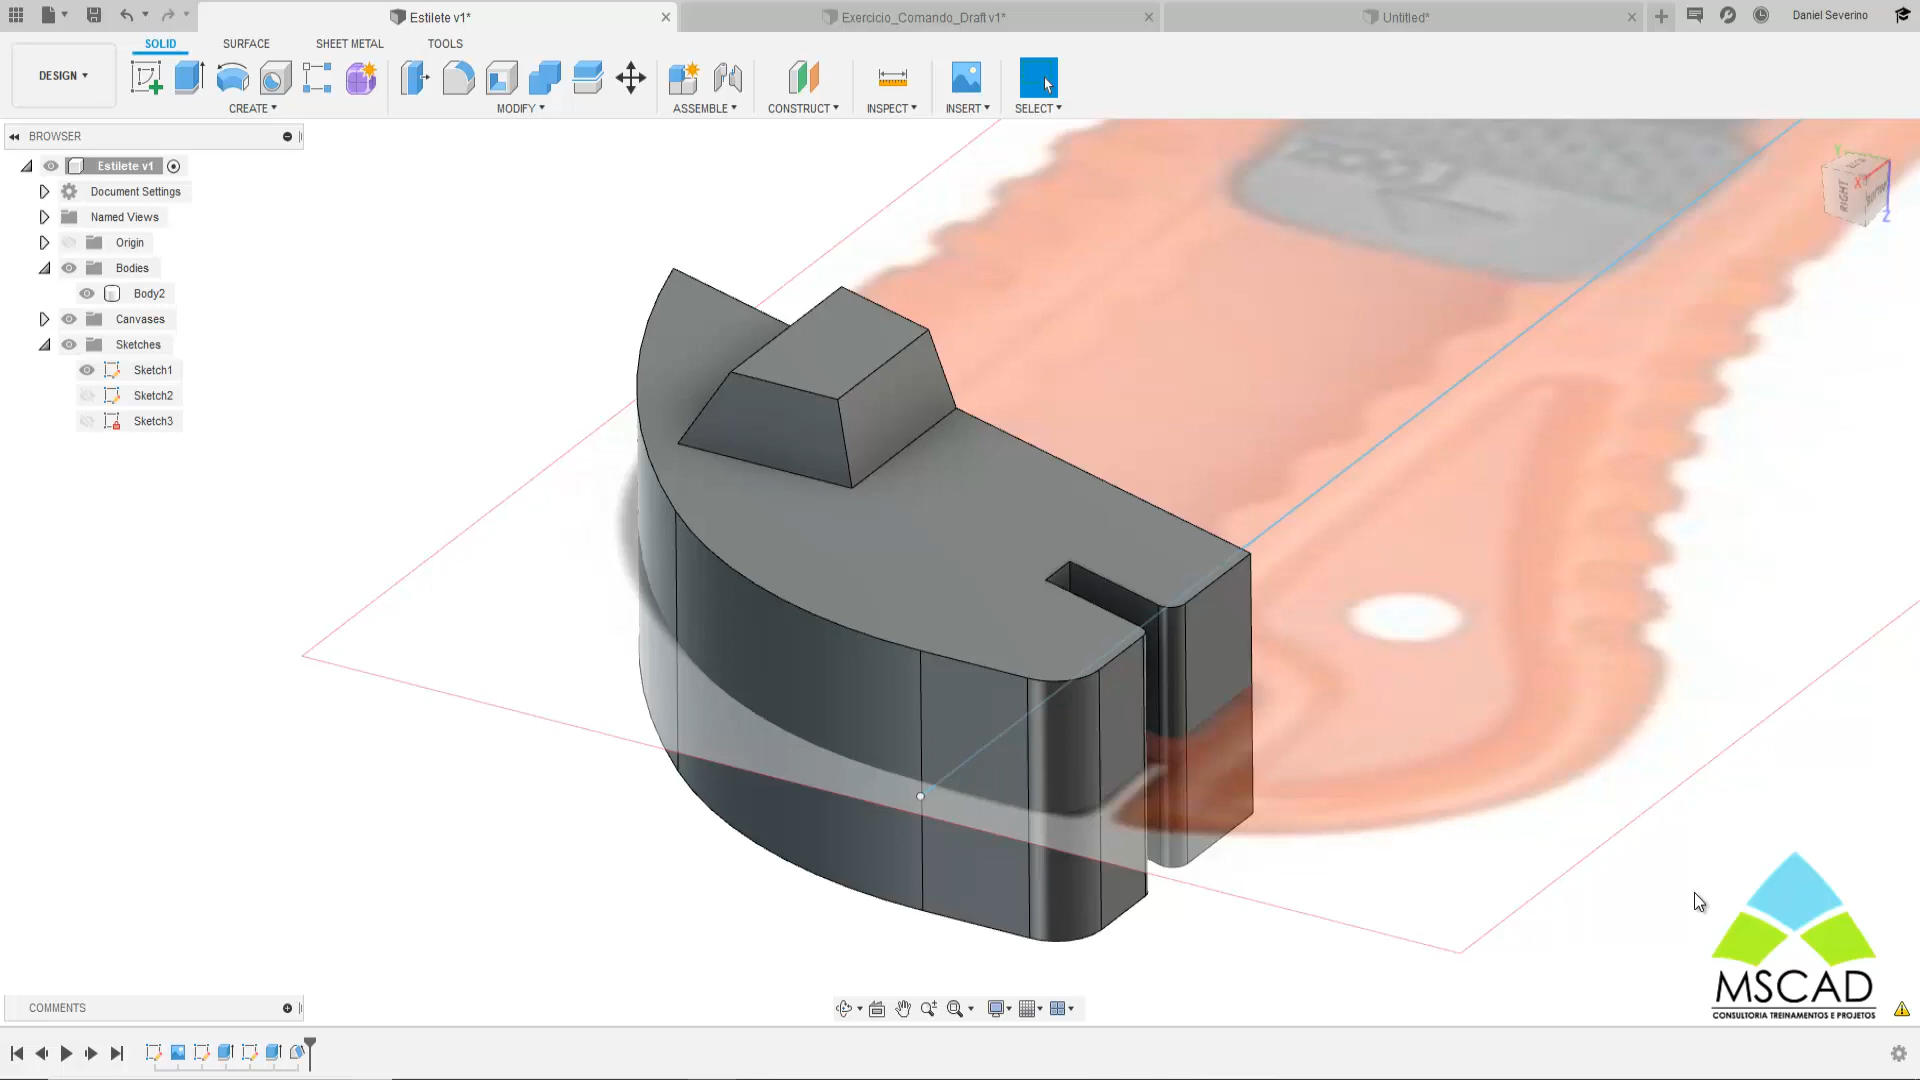 Estilete v1*
Exercicio_Comando_Draft v1*
Untitled*
Daniel Severino
DESIGN
SOLID
SURFACE
SHEET METAL
TOOLS
CREATE
MODIFY
ASSEMBLE
CONSTRUCT
INSPECT
INSERT
SELECT
BROWSER
Estilete v1
Document Settings
Named Views
Origin
Bodies
Body2
Canvases
Sketches
Sketch1
Sketch2
Sketch3
Y
X
RIGHT
Z
MSCAD
CONSULTORIA TREINAMENTOS E PROJETOS
COMMENTS